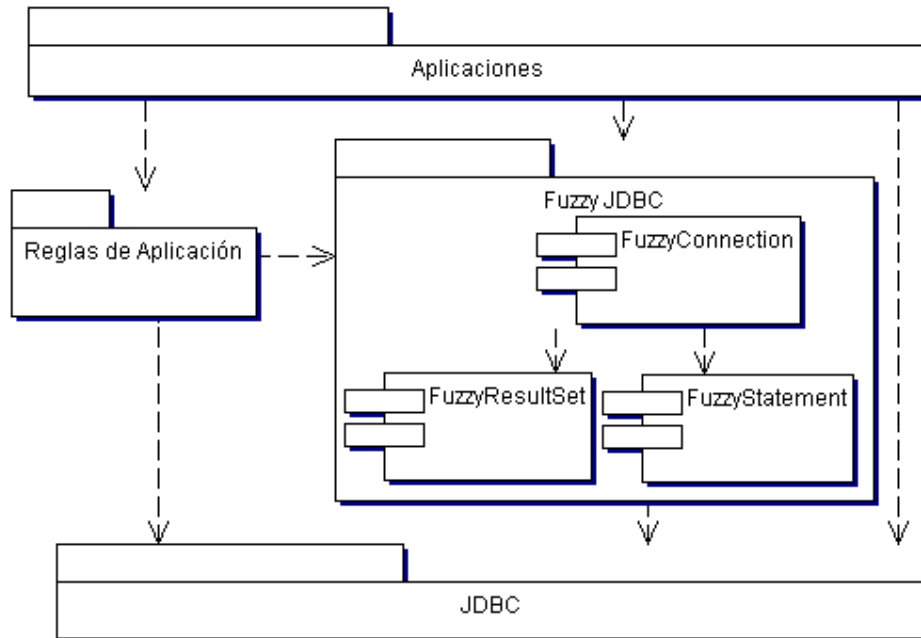 Aplicaciones
Fuzzy JDBC
FuzzyConnection
Reglas de Aplicación
FuzzyResultSet
FuzzyStatement
JDBC